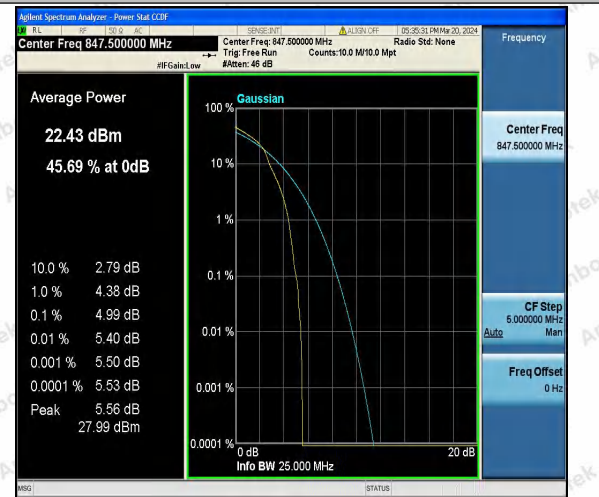 Agilent Spectrum Analyzer - Power Stat CCDF
RL RF 50 Ω AC SENSE:INT ALIGN OFF 05:35:31 PM Mar 20, 2024
Center Freq 847.500000 MHz
Center Freq: 847.500000 MHz Radio Std: None
Trig: Free Run Counts:10.0 M/10.0 Mpt
#IFGain:Low #Atten: 46 dB
Frequency
Average Power
22.43 dBm
45.69 % at 0dB
10.0 % 2.79 dB
1.0 % 4.38 dB
0.1 % 4.99 dB
0.01 % 5.40 dB
0.001 % 5.50 dB
0.0001 % 5.53 dB
Peak 5.56 dB
27.99 dBm
Gaussian
100 %
10 %
1 %
0.1 %
0.01 %
0.001 %
0.0001 %
0 dB 20 dB
Info BW 25.000 MHz
Center Freq
847.500000 MHz
CF Step
5.000000 MHz
Auto Man
Freq Offset
0 Hz
MSG STATUS